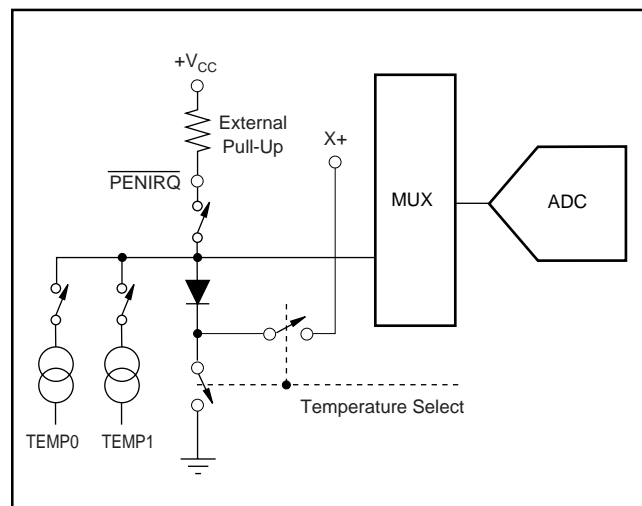 +VCC
External
Pull-Up
X+
PENIRQ
MUX
ADC
Temperature Select
TEMP0
TEMP1